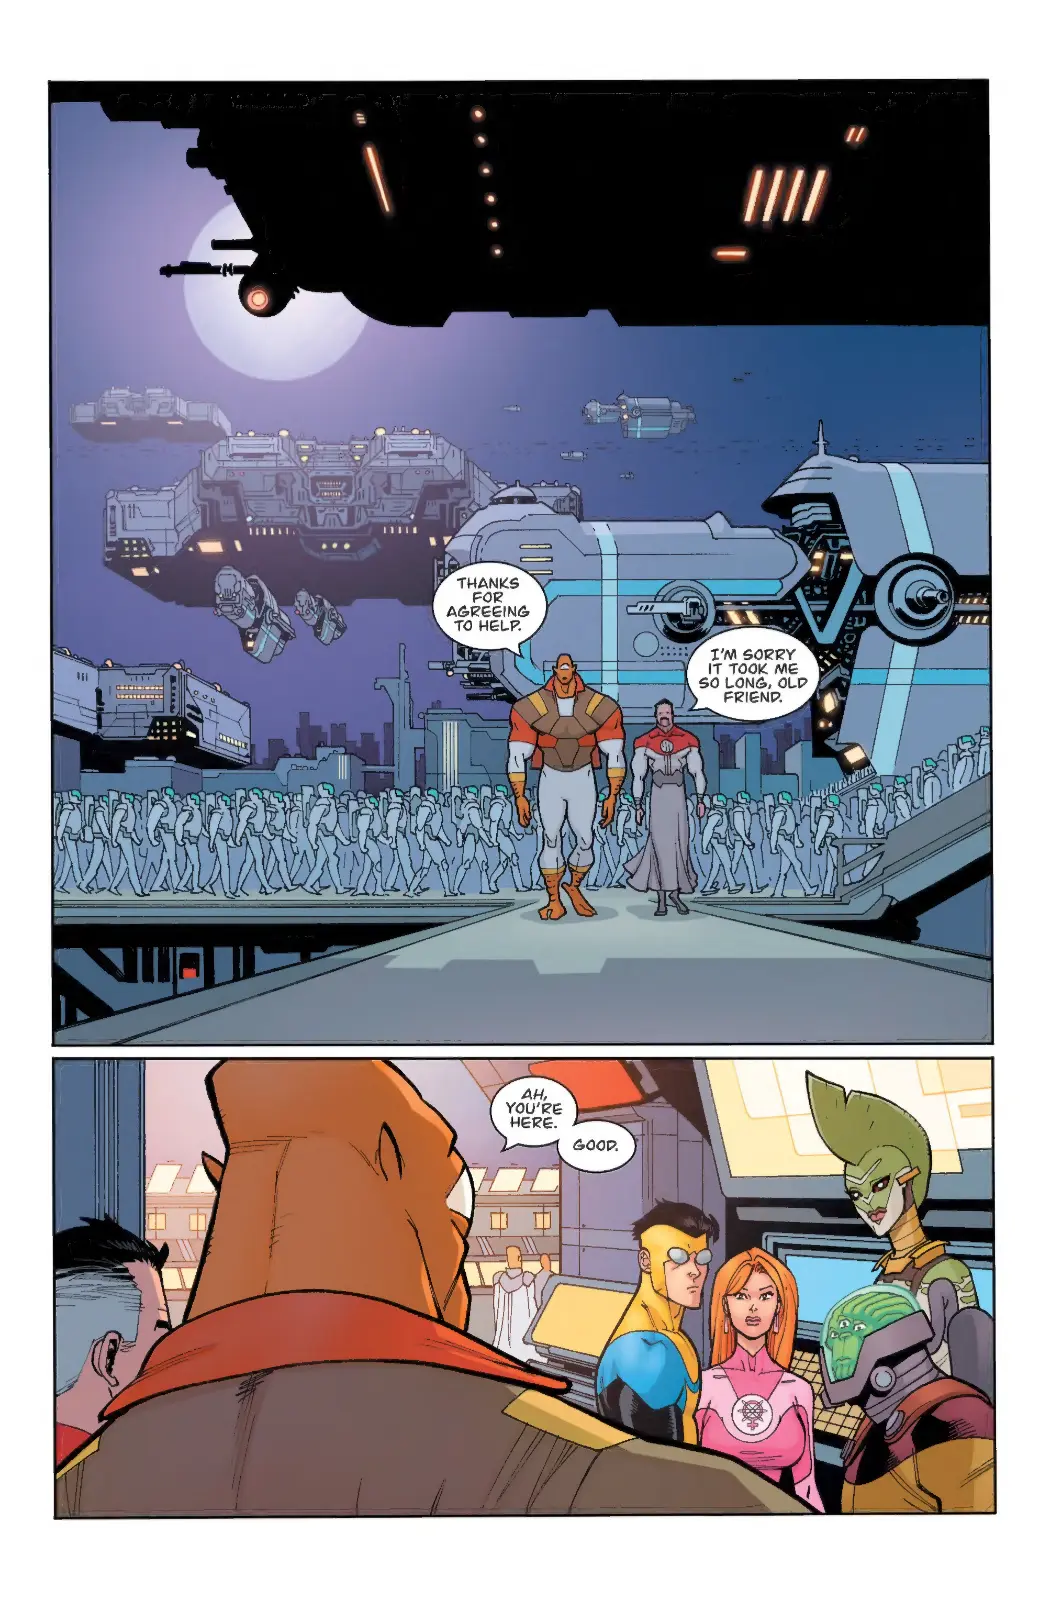 THANKS
FOR
AGREEING
TO HELP.
I'M SORRY
IT TOOK ME
SO LONG, OLD
FRIEND.
AH,
YOU'RE
HERE.
GOOD.